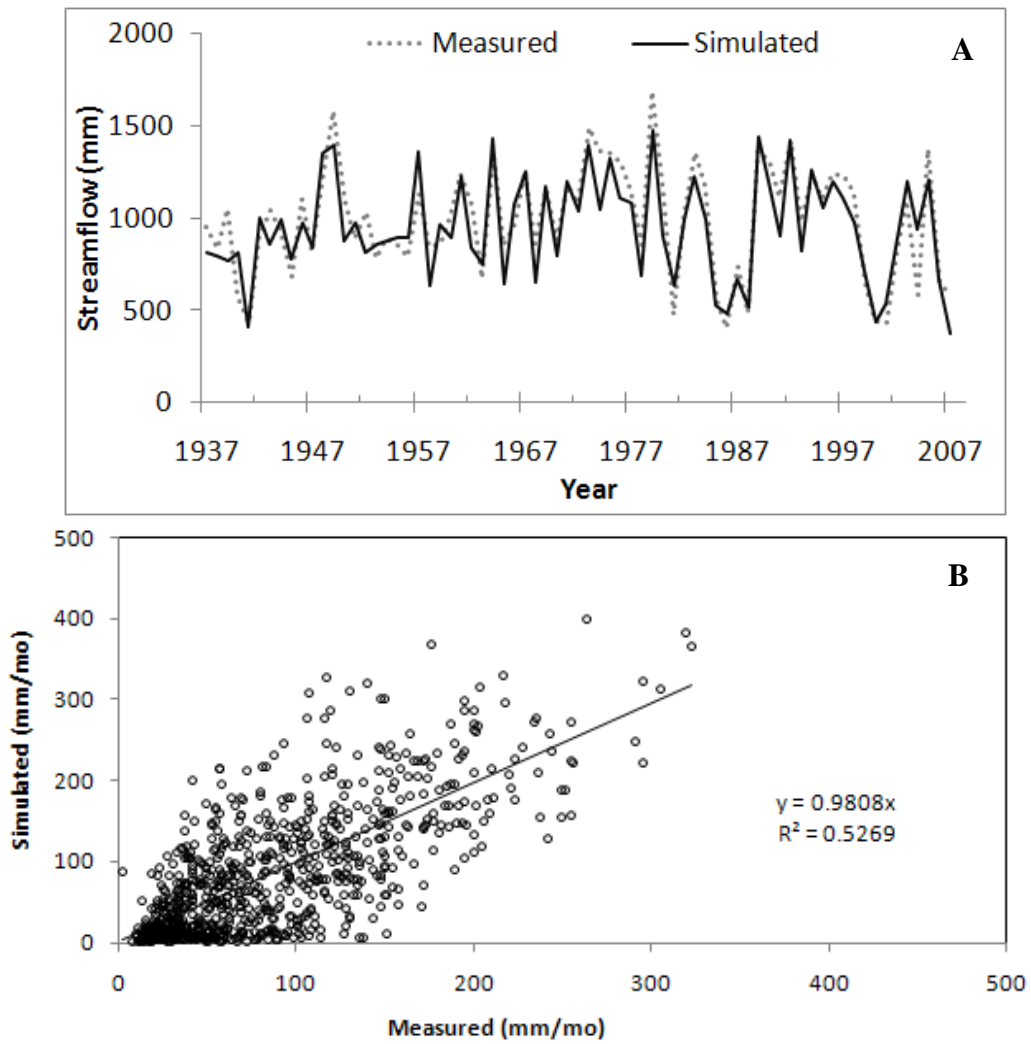 2000
Measured
Simulated
A
1500
1000
500
0
Streamflow (mm)
1937 1947 1957 1967 1977 1987 1997 2007
Year
500
B
400
300
200
100
0
Simulated (mm/mo)
y = 0.9808x
R² = 0.5269
0 100 200 300 400 500
Measured (mm/mo)